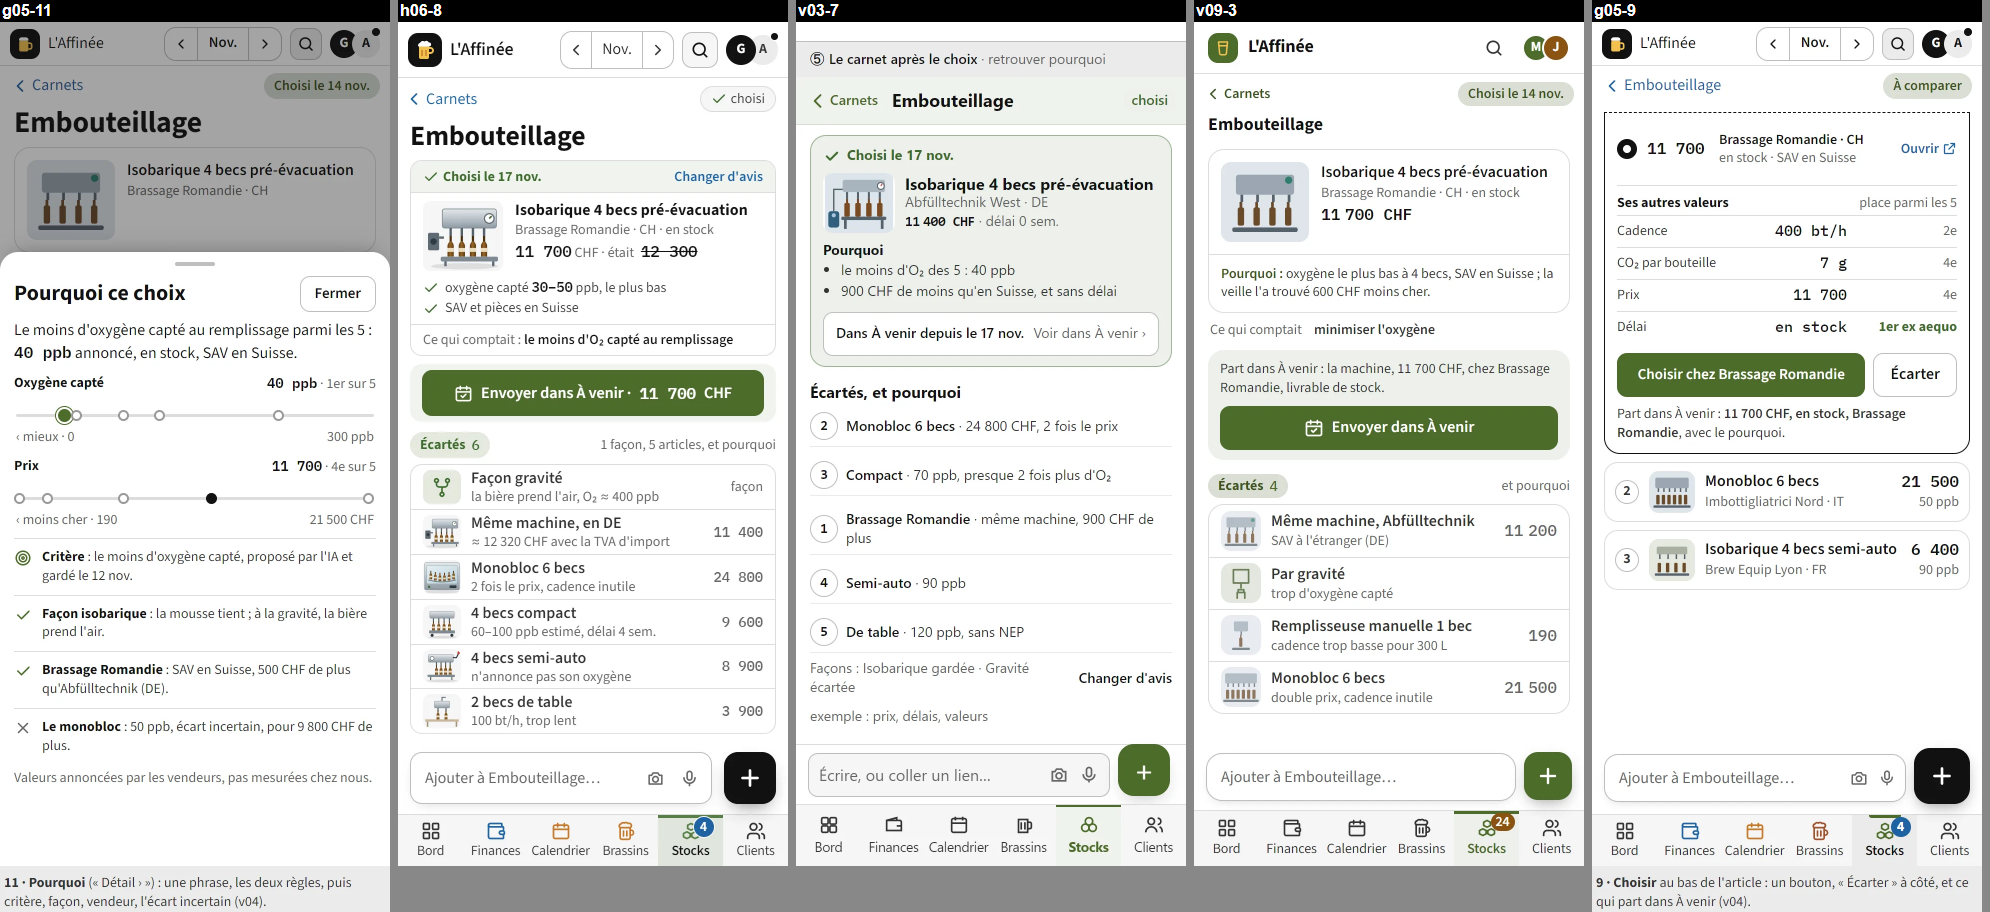 g05-11
L'Affinée
Nov.
G
A
Carnets
Choisi le 14 nov.
Embouteillage
Isobarique 4 becs pré-évacuation
Brassage Romandie · CH
Pourquoi ce choix
Fermer
Le moins d'oxygène capté au remplissage parmi les 5 :
40 ppb annoncé, en stock, SAV en Suisse.
Oxygène capté
40 ppb · 1er sur 5
‹ mieux · 0
300 ppb
Prix
11 700 · 4e sur 5
‹ moins cher · 190
21 500 CHF
Critère : le moins d'oxygène capté, proposé par l'IA et
gardé le 12 nov.
Façon isobarique : la mousse tient ; à la gravité, la bière
prend l'air.
Brassage Romandie : SAV en Suisse, 500 CHF de plus
qu'Abfülltechnik (DE).
Le monobloc : 50 ppb, écart incertain, pour 9 800 CHF de
plus.
Valeurs annoncées par les vendeurs, pas mesurées chez nous.
11 · Pourquoi (« Détail › ») : une phrase, les deux règles, puis
critère, façon, vendeur, l'écart incertain (v04).
h06-8
L'Affinée
Nov.
G
A
Carnets
choisi
Embouteillage
Choisi le 17 nov.
Changer d'avis
Isobarique 4 becs pré-évacuation
Brassage Romandie · CH · en stock
11 700 CHF · était 12 300
oxygène capté 30–50 ppb, le plus bas
SAV et pièces en Suisse
Ce qui comptait : le moins d'O₂ capté au remplissage
Envoyer dans À venir · 11 700 CHF
Écartés 6
1 façon, 5 articles, et pourquoi
Façon gravité
la bière prend l'air, O₂ ≈ 400 ppb
façon
Même machine, en DE
≈ 12 320 CHF avec la TVA d'import
11 400
Monobloc 6 becs
2 fois le prix, cadence inutile
24 800
4 becs compact
60–100 ppb estimé, délai 4 sem.
9 600
4 becs semi-auto
n'annonce pas son oxygène
8 900
2 becs de table
100 bt/h, trop lent
3 900
Ajouter à Embouteillage…
Bord
Finances
Calendrier
Brassins
4
Stocks
Clients
v03-7
⑤ Le carnet après le choix · retrouver pourquoi
Carnets
Embouteillage
choisi
Choisi le 17 nov.
Isobarique 4 becs pré-évacuation
Abfülltechnik West · DE
11 400 CHF · délai 0 sem.
Pourquoi
• le moins d'O₂ des 5 : 40 ppb
• 900 CHF de moins qu'en Suisse, et sans délai
Dans À venir depuis le 17 nov.
Voir dans À venir ›
Écartés, et pourquoi
2 Monobloc 6 becs · 24 800 CHF, 2 fois le prix
3 Compact · 70 ppb, presque 2 fois plus d'O₂
1 Brassage Romandie · même machine, 900 CHF de
plus
4 Semi-auto · 90 ppb
5 De table · 120 ppb, sans NEP
Façons : Isobarique gardée · Gravité
écartée
Changer d'avis
exemple : prix, délais, valeurs
Écrire, ou coller un lien…
Bord
Finances
Calendrier
Brassins
Stocks
Clients
v09-3
L'Affinée
M
J
Carnets
Choisi le 14 nov.
Embouteillage
Isobarique 4 becs pré-évacuation
Brassage Romandie · CH · en stock
11 700 CHF
Pourquoi : oxygène le plus bas à 4 becs, SAV en Suisse ; la
veille l'a trouvé 600 CHF moins cher.
Ce qui comptait minimiser l'oxygène
Part dans À venir : la machine, 11 700 CHF, chez Brassage
Romandie, livrable de stock.
Envoyer dans À venir
Écartés 4
et pourquoi
Même machine, Abfülltechnik
SAV à l'étranger (DE)
11 200
Par gravité
trop d'oxygène capté
Remplisseuse manuelle 1 bec
cadence trop basse pour 300 L
190
Monobloc 6 becs
double prix, cadence inutile
21 500
Ajouter à Embouteillage…
Bord
Finances
Calendrier
Brassins
24
Stocks
Clients
g05-9
L'Affinée
Nov.
G
A
Embouteillage
À comparer
11 700
Brassage Romandie · CH
en stock · SAV en Suisse
Ouvrir
Ses autres valeurs
place parmi les 5
Cadence 400 bt/h 2e
CO₂ par bouteille 7 g 4e
Prix 11 700 4e
Délai en stock 1er ex aequo
Choisir chez Brassage Romandie
Écarter
Part dans À venir : 11 700 CHF, en stock, Brassage
Romandie, avec le pourquoi.
2
Monobloc 6 becs
Imbottigliatrici Nord · IT
21 500
50 ppb
3
Isobarique 4 becs semi-auto
Brew Equip Lyon · FR
6 400
90 ppb
Ajouter à Embouteillage…
Bord
Finances
Calendrier
Brassins
4
Stocks
Clients
9 · Choisir au bas de l'article : un bouton, « Écarter » à côté, et ce
qui part dans À venir (v04).